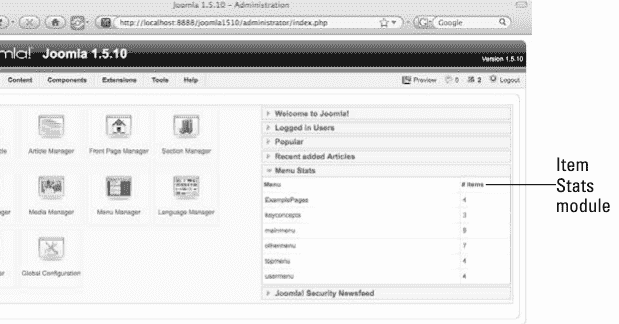 Joomla 1.5.10 - Administration
http://localhost:8888/joomla1510/administrator/index.php
Google
mla! Joomla 1.5.10
Version 1.5.10
Content Components Extensions Tools Help
Preview 0 2 Logout
Article Manager Front Page Manager Section Manager
ger Media Manager Menu Manager Language Manager
Global Configuration
Welcome to Joomla!
Logged in Users
Popular
Recent added Articles
Menu Stats
Menu # Items
ExamplePages 4
keyconcepts 3
mainmenu
othermenu 7
topmenu 4
usermenu 4
Joomla! Security Newsfeed
Item
Stats
module